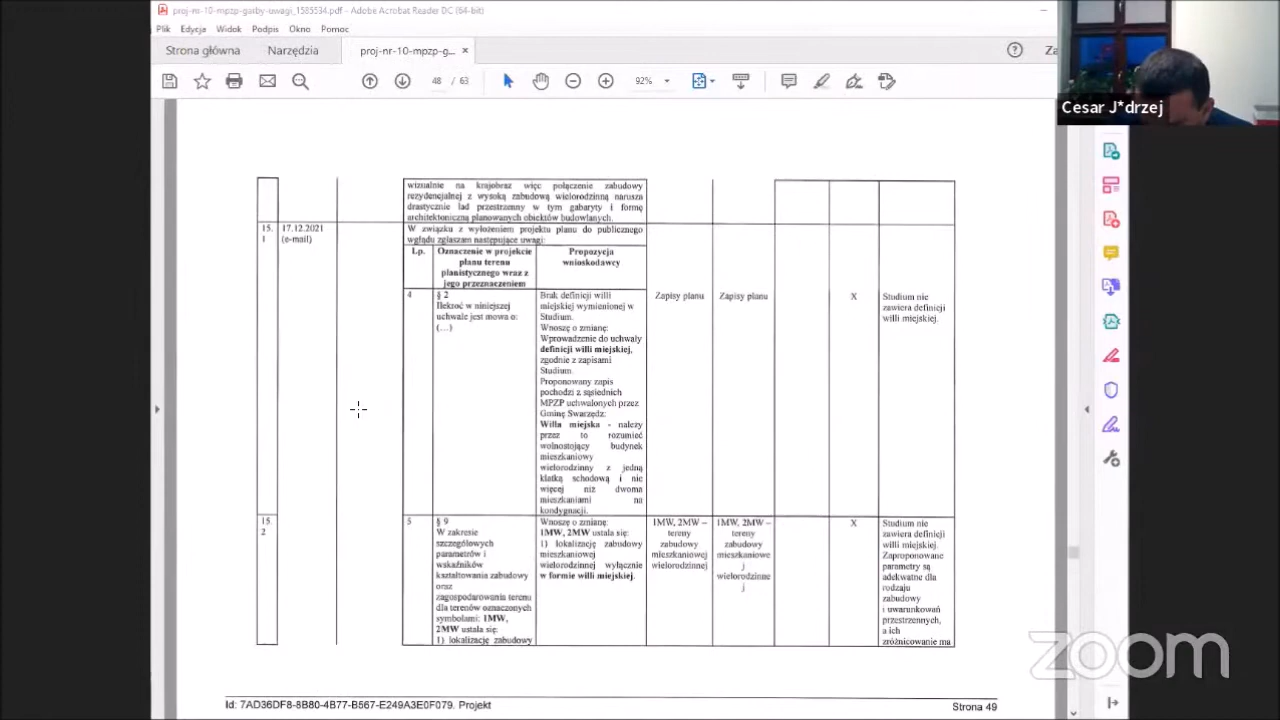 proj-nr-10-mpzp-garby-uwagi_1585534.pdf - Adobe Acrobat Reader DC (64-bit)
Plik Edycja Widok Podpis Okno Pomoc
Strona główna Narzędzia proj-nr-10-mpzp-g... × Za
48 / 63 92%
Cesar J*drzej
wizualnie na krajobraz więc połączenie zabudowy
rezydencjalnej z wysoką zabudową wielorodzinną narusza
drastycznie ład przestrzenny w tym gabaryty i formę
architektoniczną planowanych obiektów budowlanych.
15.
1
17.12.2021
(e-mail)
W związku z wyłożeniem projektu planu do publicznego
wglądu zgłaszam następujące uwagi:
Lp.
Oznaczenie w projekcie
planu terenu
planistycznego wraz z
jego przeznaczeniem
Propozycja
wnioskodawcy
4
§ 2
Ilekroć w niniejszej
uchwale jest mowa o:
(...)
Brak definicji willi
miejskiej wymienionej w
Studium.
Wnoszę o zmianę:
Wprowadzenie do uchwały
definicji willi miejskiej,
zgodnie z zapisami
Studium.
Proponowany zapis
pochodzi z sąsiednich
MPZP uchwalonych przez
Gminę Swarzędz:
Willa miejska - należy
przez to rozumieć
wolnostojący budynek
mieszkaniowy
wielorodzinny z jedną
klatką schodową i nie
więcej niż dwoma
mieszkaniami na
kondygnacji.
Zapisy planu
Zapisy planu
X
Studium nie
zawiera definicji
willi miejskiej.
15.
2
5
§ 9
W zakresie
szczegółowych
parametrów i
wskaźników
kształtowania zabudowy
oraz
zagospodarowania terenu
dla terenów oznaczonych
symbolami: 1MW,
2MW ustala się:
1) lokalizację zabudowy
Wnoszę o zmianę:
1MW, 2MW ustala się:
1) lokalizację zabudowy
mieszkaniowej
wielorodzinnej wyłącznie
w formie willi miejskiej.
1MW, 2MW –
tereny
zabudowy
mieszkaniowej
wielorodzinnej
1MW, 2MW –
tereny
zabudowy
mieszkaniowe
j
wielorodzinne
j
X
Studium nie
zawiera definicji
willi miejskiej.
Zaproponowane
parametry są
adekwatne dla
rodzaju
zabudowy
i uwarunkowań
przestrzennych,
a ich
zróżnicowanie ma
Id: 7AD36DF8-8B80-4B77-B567-E249A3E0F079. Projekt
Strona 49
zoom